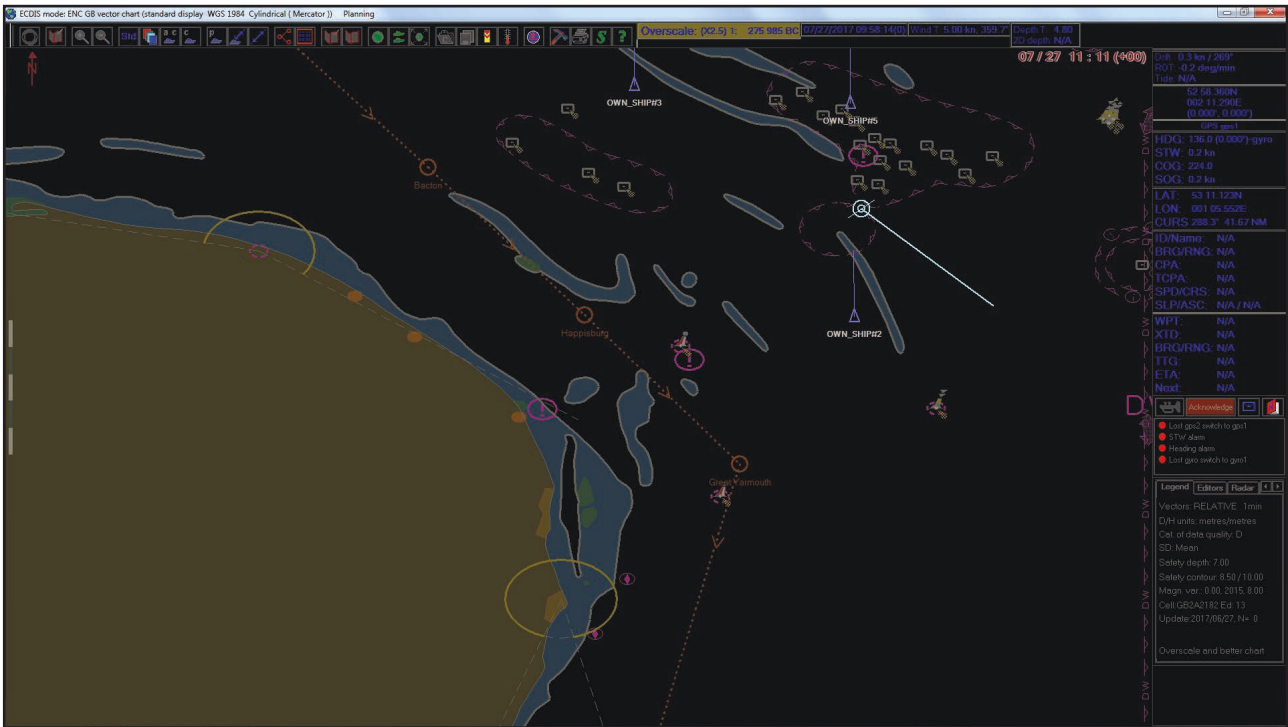 ECDIS mode: ENC GB vector chart (standard display WGS 1984 Cylindrical ( Mercator )) Planning
Std a c c p S ?
Overscale: (X2.5) 1: 275 985 BC
07/27/2017 09:58:14(0)
Wind T: 5.00 kn, 359.7°
Depth T: 4.80
2D depth: N/A
07/27 11:11 (+00)
N
OWN_SHIP#3
OWN_SHIP#5
Bacton
Happisburg
OWN_SHIP#2
Great Yarmouth
D
DW
DW
DW
DW
DW
Drift: 0.3 kn / 269°
ROT: -0.2 deg/min
Tide: N/A
52 58.360N
002 11.290E
(0.000', 0.000')
GPS gps1
HDG: 136.0 (0.000°)-gyro
STW: 0.2 kn
COG: 224.0
SOG: 0.2 kn
LAT: 53 11.123N
LON: 001 05.552E
CURS 288.3° 41.67 NM
ID/Name: N/A
BRG/RNG: N/A
CPA: N/A
TCPA: N/A
SPD/CRS: N/A
SLP/ASC: N/A / N/A
WPT: N/A
XTD: N/A
BRG/RNG: N/A
TTG: N/A
ETA: N/A
Next: N/A
Acknowledge
Lost gps2 switch to gps1
STW alarm
Heading alarm
Lost gyro switch to gyro1
Legend Editors Radar
Vectors: RELATIVE 1min
D/H units: metres/metres
Cat. of data quality: D
SD: Mean
Safety depth: 7.00
Safety contour: 8.50 / 10.00
Magn. var.: 0.00, 2015, 8.00
Cell:GB2A2182 Ed: 13
Update:2017/06/27, N= 0
Overscale and better chart